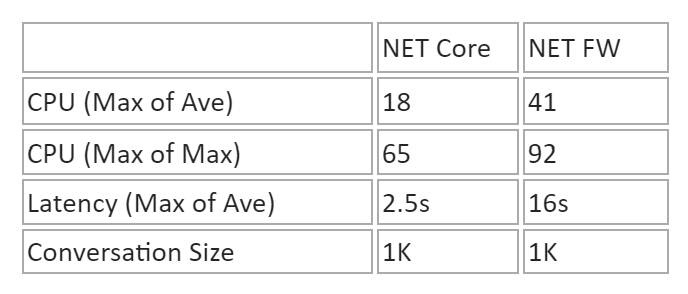 NET Core NET FW
CPU (Max of Ave) 18 41
CPU (Max of Max) 65 92
Latency (Max of Ave) 2.5s 16s
Conversation Size 1K 1K